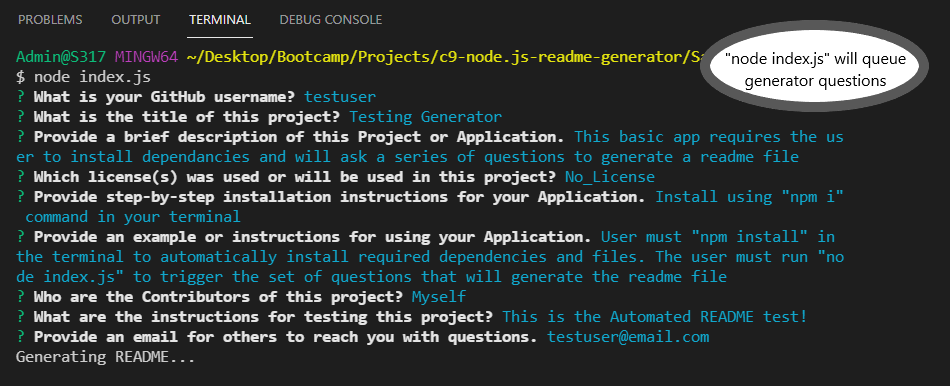 PROBLEMS OUTPUT TERMINAL DEBUG CONSOLE
Admin@S317 MINGW64 ~/Desktop/Bootcamp/Projects/c9-node.js-readme-generator/
"node index.js" will queue
generator questions
$ node index.js
? What is your GitHub username? testuser
? What is the title of this project? Testing Generator
? Provide a brief description of this Project or Application. This basic app requires the us
er to install dependancies and will ask a series of questions to generate a readme file
? Which license(s) was used or will be used in this project? No_License
? Provide step-by-step installation instructions for your Application. Install using "npm i"
command in your terminal
? Provide an example or instructions for using your Application. User must "npm install" in
the terminal to automatically install required dependencies and files. The user must run "no
de index.js" to trigger the set of questions that will generate the readme file
? Who are the Contributors of this project? Myself
? What are the instructions for testing this project? This is the Automated README test!
? Provide an email for others to reach you with questions. testuser@email.com
Generating README...